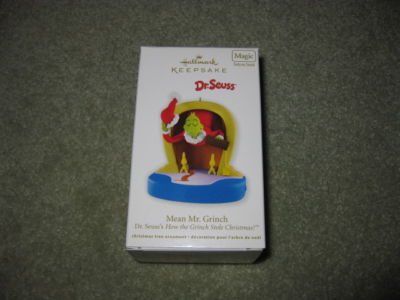 Hallmark
KEEPSAKE
Magic
Dr. Seuss
Mean Mr. Grinch
Dr. Seuss's How the Grinch Stole Christmas!™
christmas tree ornament • décoration pour l'arbre de noël